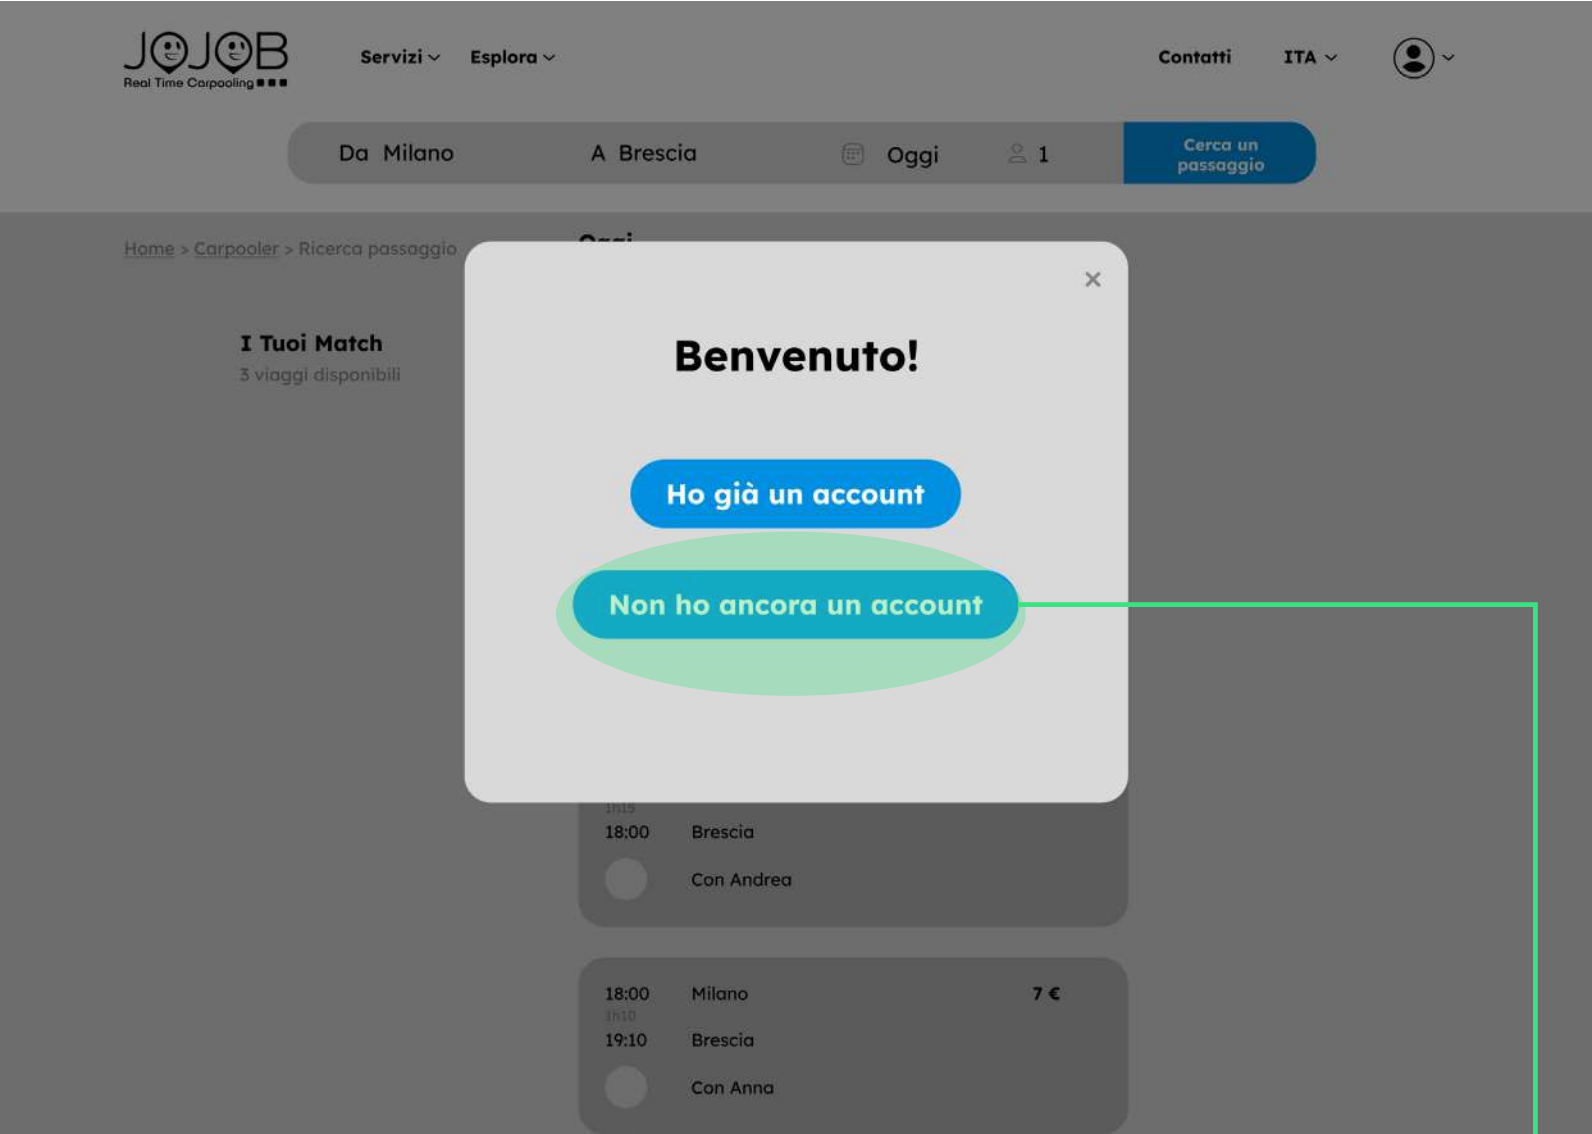 JOJOB
Real Time Carpooling
Servizi
Esplora
Contatti
ITA
Da Milano
A Brescia
Oggi
1
Cerca un
passaggio
Home > Carpooler > Ricerca passaggio
Oggi
×
I Tuoi Match
3 viaggi disponibili
Benvenuto!
Ho già un account
Non ho ancora un account
1h15
18:00 Brescia
Con Andrea
18:00 Milano 7 €
1h10
19:10 Brescia
Con Anna